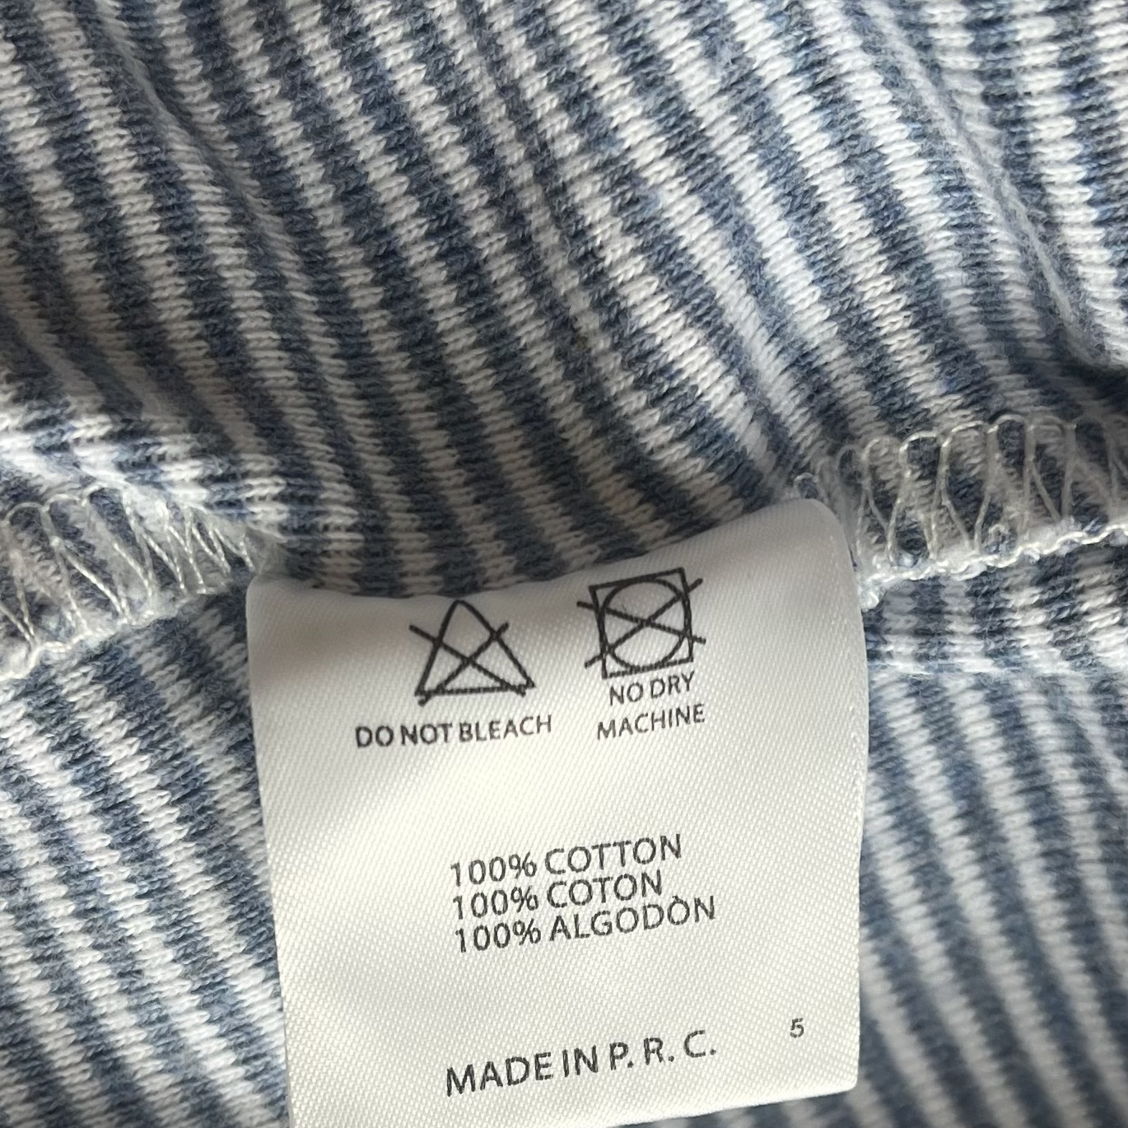 DO NOT BLEACH
NO DRY
MACHINE
100% COTTON
100% COTON
100% ALGODÒN
MADE IN P. R. C.
5